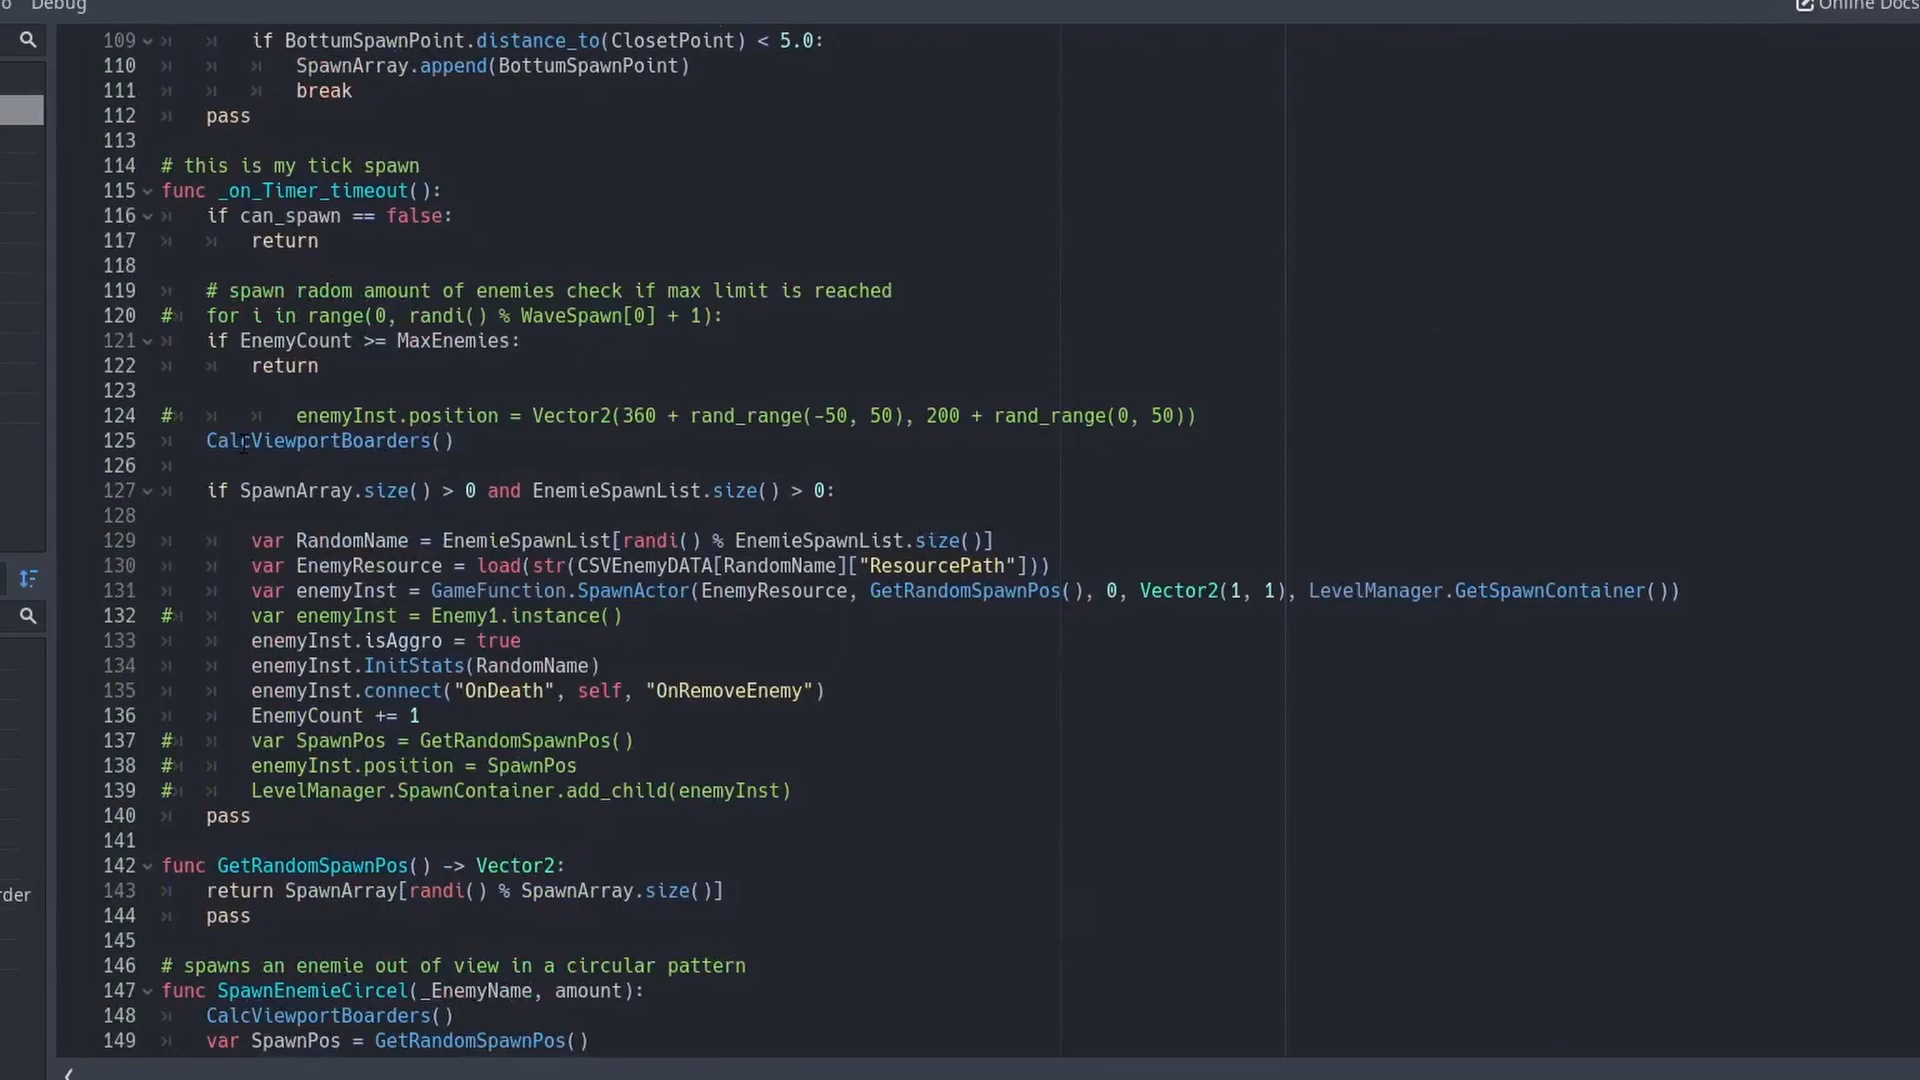 Debug
Online Docs
109 if BottumSpawnPoint.distance_to(ClosetPoint) < 5.0:
110 SpawnArray.append(BottumSpawnPoint)
111 break
112 pass
113
114 # this is my tick spawn
115 func _on_Timer_timeout():
116 if can_spawn == false:
117 return
118
119 # spawn radom amount of enemies check if max limit is reached
120 # for i in range(0, randi() % WaveSpawn[0] + 1):
121 if EnemyCount >= MaxEnemies:
122 return
123
124 # enemyInst.position = Vector2(360 + rand_range(-50, 50), 200 + rand_range(0, 50))
125 CalcViewportBoarders()
126
127 if SpawnArray.size() > 0 and EnemieSpawnList.size() > 0:
128
129 var RandomName = EnemieSpawnList[randi() % EnemieSpawnList.size()]
130 var EnemyResource = load(str(CSVEnemyDATA[RandomName]["ResourcePath"]))
131 var enemyInst = GameFunction.SpawnActor(EnemyResource, GetRandomSpawnPos(), 0, Vector2(1, 1), LevelManager.GetSpawnContainer())
132 # var enemyInst = Enemy1.instance()
133 enemyInst.isAggro = true
134 enemyInst.InitStats(RandomName)
135 enemyInst.connect("OnDeath", self, "OnRemoveEnemy")
136 EnemyCount += 1
137 # var SpawnPos = GetRandomSpawnPos()
138 # enemyInst.position = SpawnPos
139 # LevelManager.SpawnContainer.add_child(enemyInst)
140 pass
141
142 func GetRandomSpawnPos() -> Vector2:
143 return SpawnArray[randi() % SpawnArray.size()]
144 pass
145
146 # spawns an enemie out of view in a circular pattern
147 func SpawnEnemieCircel(_EnemyName, amount):
148 CalcViewportBoarders()
149 var SpawnPos = GetRandomSpawnPos()
rder